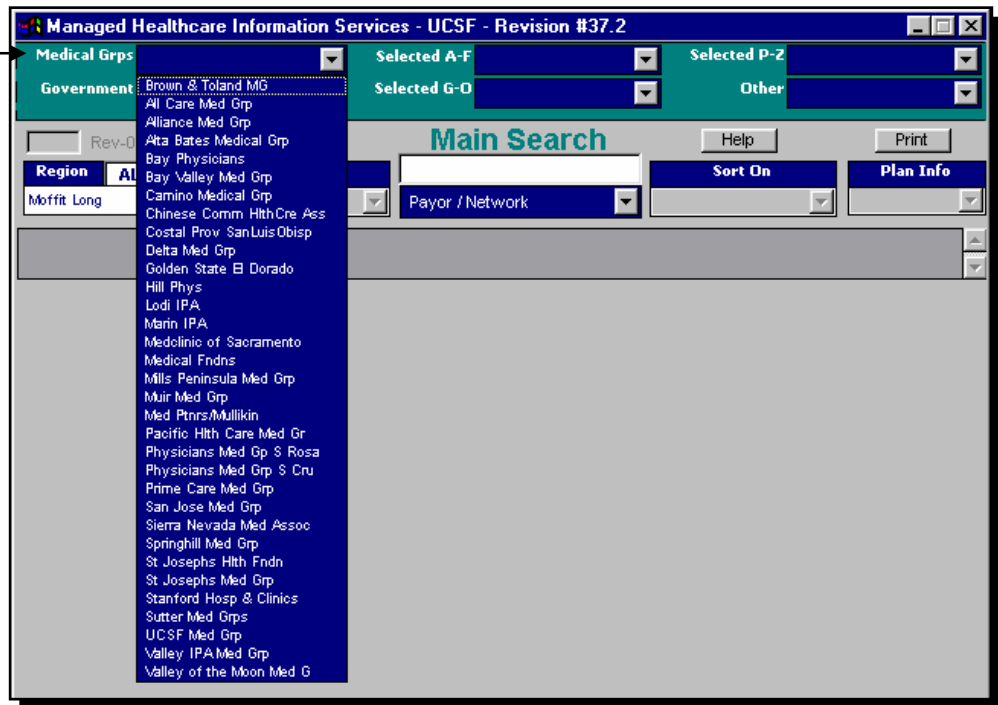 Managed Healthcare Information Services - UCSF - Revision #37.2
Medical Grps Selected A-F Selected P-Z
Government Selected G-O Other
Rev-0 Main Search Help Print
Region AL Sort On Plan Info
Moffit Long Payor / Network
Brown & Toland MG
All Care Med Grp
Alliance Med Grp
Alta Bates Medical Grp
Bay Physicians
Bay Valley Med Grp
Camino Medical Grp
Chinese Comm HlthCre Ass
Costal Prov SanLuisObisp
Delta Med Grp
Golden State El Dorado
Hill Phys
Lodi IPA
Marin IPA
Medclinic of Sacramento
Medical Fndns
Mills Peninsula Med Grp
Muir Med Grp
Med Ptnrs/Mullikin
Pacific Hlth Care Med Gr
Physicians Med Gp S Rosa
Physicians Med Grp S Cru
Prime Care Med Grp
San Jose Med Grp
Sierra Nevada Med Assoc
Springhill Med Grp
St Josephs Hlth Fndn
St Josephs Med Grp
Stanford Hosp & Clinics
Sutter Med Grps
UCSF Med Grp
Valley IPA Med Grp
Valley of the Moon Med G